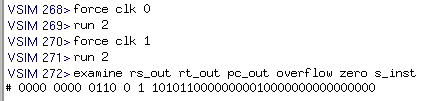 VSIM 268> force clk 0
VSIM 269> run 2
VSIM 270> force clk 1
VSIM 271> run 2
VSIM 272> examine rs_out rt_out pc_out overflow zero s_inst
# 0000 0000 0110 0 1 10101100000000010000000000000000